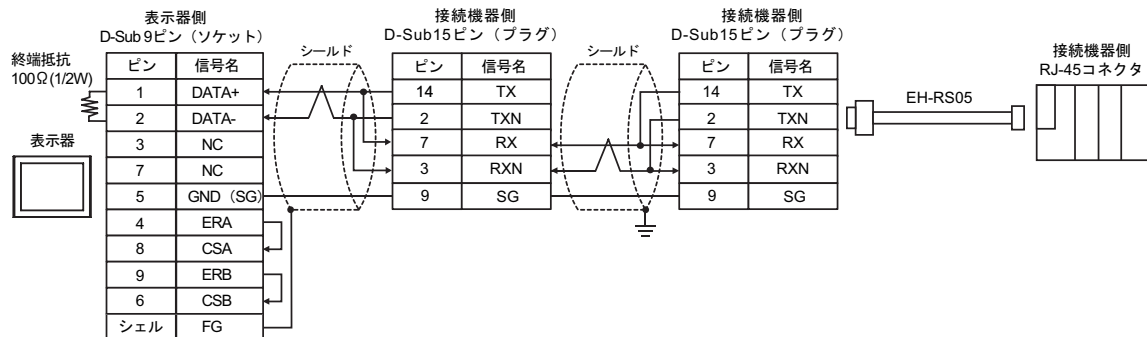 表示器側
D-Sub 9ピン（ソケット）
終端抵抗
100Ω(1/2W)
表示器
ピン 信号名
1 DATA+
2 DATA-
3 NC
7 NC
5 GND（SG）
4 ERA
8 CSA
9 ERB
6 CSB
シェル FG
シールド
接続機器側
D-Sub15ピン（プラグ）
ピン 信号名
14 TX
2 TXN
7 RX
3 RXN
9 SG
シールド
接続機器側
D-Sub15ピン（プラグ）
ピン 信号名
14 TX
2 TXN
7 RX
3 RXN
9 SG
EH-RS05
接続機器側
RJ-45コネクタ